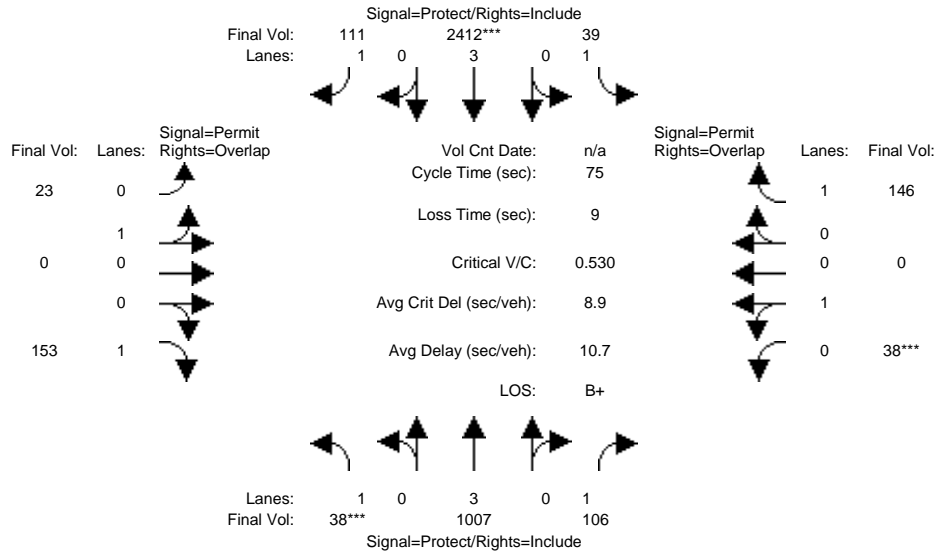 Signal=Protect/Rights=Include
Final Vol: 111 2412*** 39
Lanes: 1 0 3 0 1
Signal=Permit Signal=Permit
Final Vol: Lanes: Rights=Overlap Vol Cnt Date: n/a Rights=Overlap Lanes: Final Vol:
Cycle Time (sec): 75
23 0 1 146
Loss Time (sec): 9
1 0
0 0 Critical V/C: 0.530 0 0
0 Avg Crit Del (sec/veh): 8.9 1
153 1 Avg Delay (sec/veh): 10.7 0 38***
LOS: B+
Lanes: 1 0 3 0 1
Final Vol: 38*** 1007 106
Signal=Protect/Rights=Include